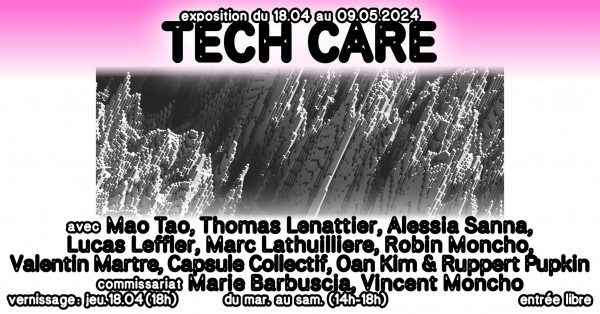 exposition du 18.04 au 09.05.2024
TECH CARE
avec Mao Tao, Thomas Lenattier, Alessia Sanna,
Lucas Leffler, Marc Lathuilliere, Robin Moncho,
Valentin Martre, Capsule Collectif, Oan Kim & Ruppert Pupkin
commissariat Marie Barbuscia, Vincent Moncho
vernissage: jeu.18.04 (18h) du mar. au sam. (14h-18h) entrée libre